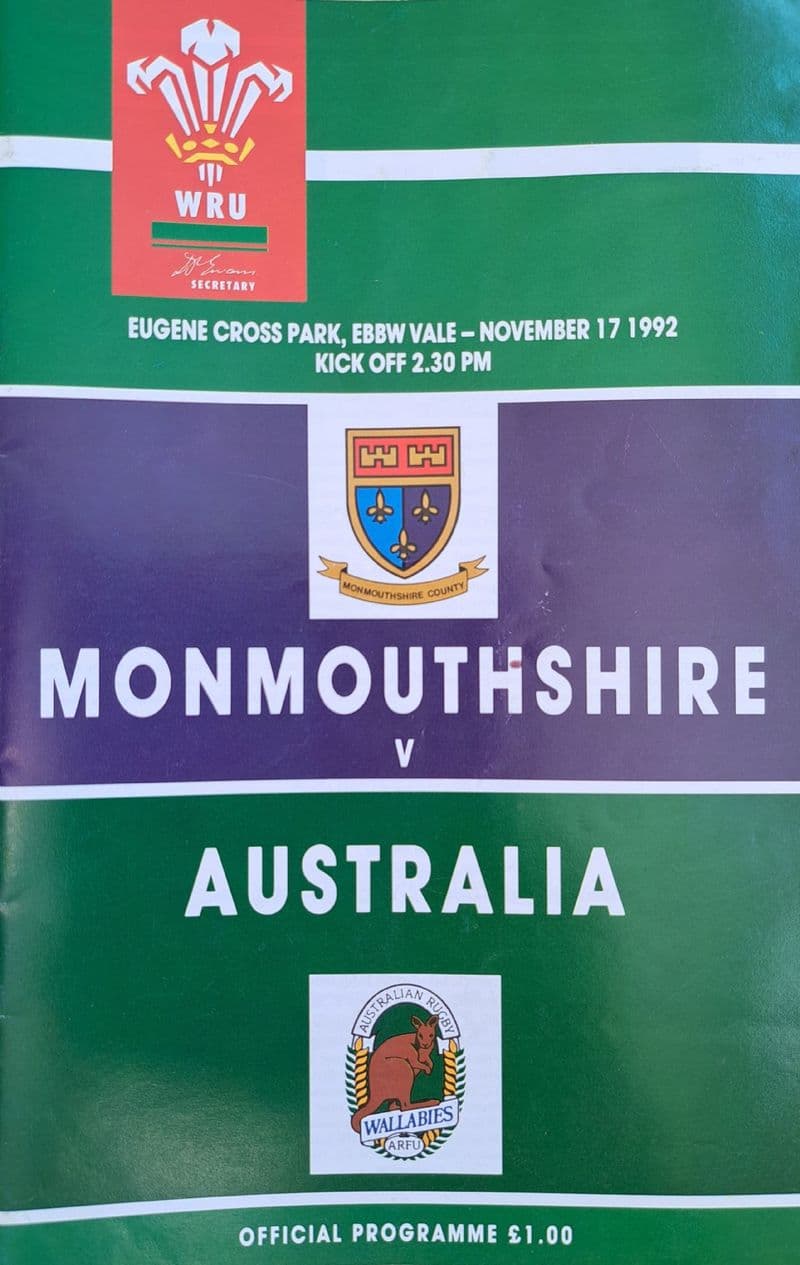 WRU
SECRETARY
EUGENE CROSS PARK, EBBW VALE – NOVEMBER 17 1992
KICK OFF 2.30 PM
MONMOUTHSHIRE COUNTY
MONMOUTHSHIRE
V
AUSTRALIA
AUSTRALIAN RUGBY
WALLABIES
ARFU
OFFICIAL PROGRAMME £1.00